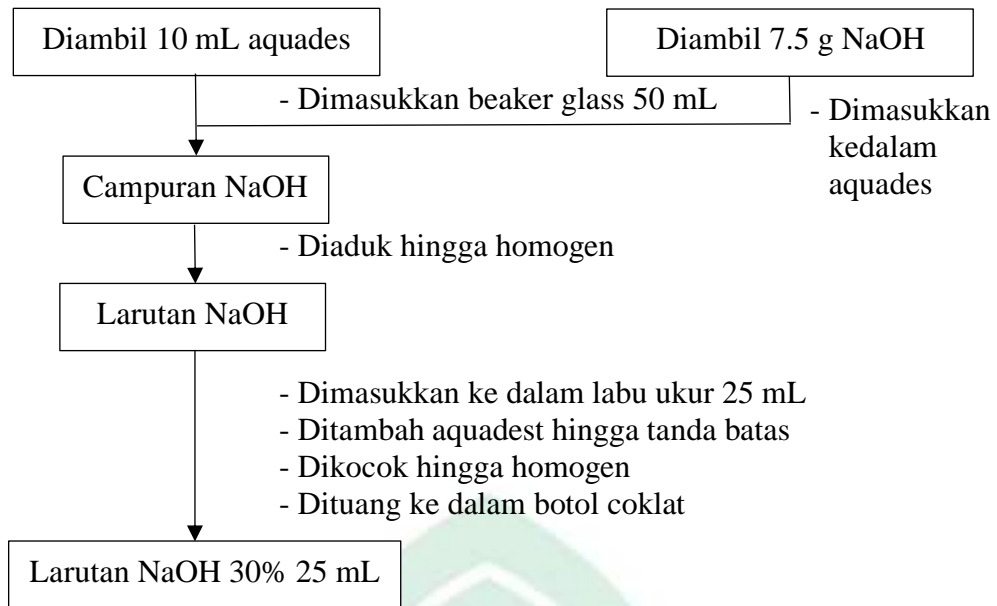 Diambil 10 mL aquades
Diambil 7.5 g NaOH
- Dimasukkan beaker glass 50 mL
- Dimasukkan
kedalam
aquades
Campuran NaOH
- Diaduk hingga homogen
Larutan NaOH
- Dimasukkan ke dalam labu ukur 25 mL
- Ditambah aquadest hingga tanda batas
- Dikocok hingga homogen
- Dituang ke dalam botol coklat
Larutan NaOH 30% 25 mL